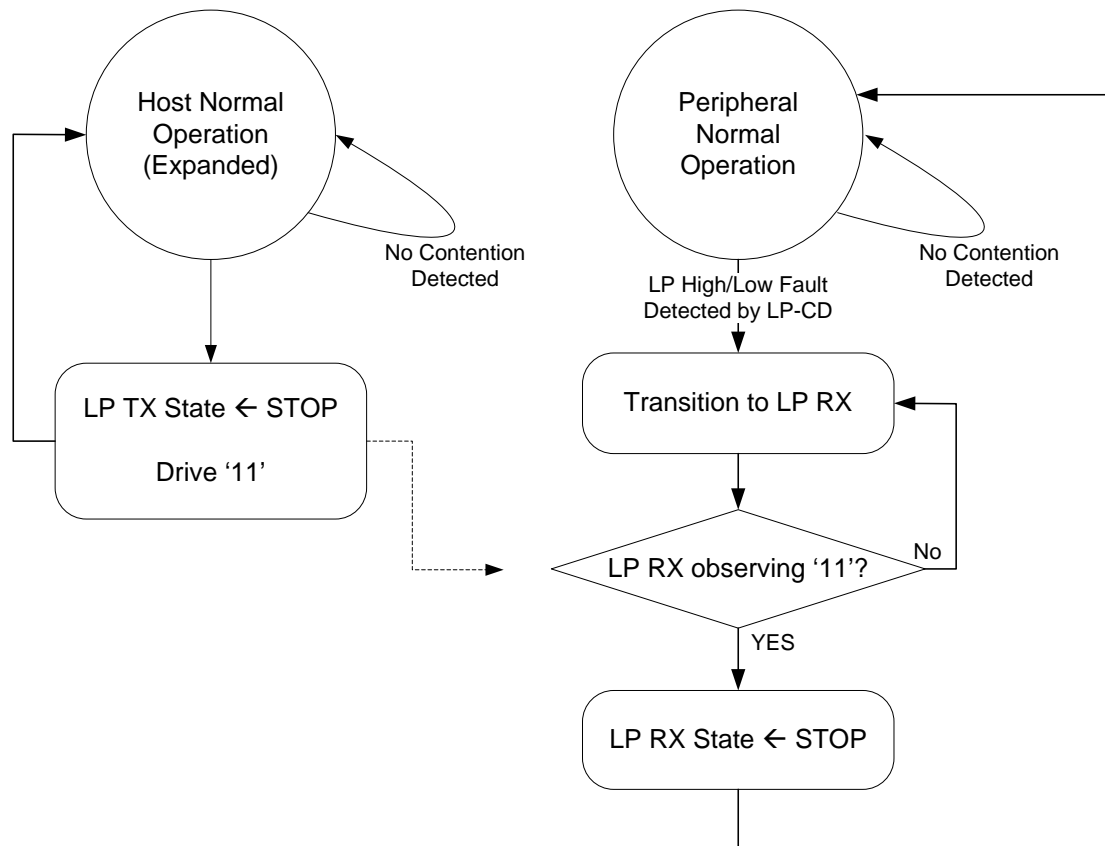 Host Normal
Operation
(Expanded)
No Contention
Detected
LP TX State ← STOP
Drive ‘11’
Peripheral
Normal
Operation
No Contention
Detected
LP High/Low Fault
Detected by LP-CD
Transition to LP RX
LP RX observing ‘11’?
No
YES
LP RX State ← STOP